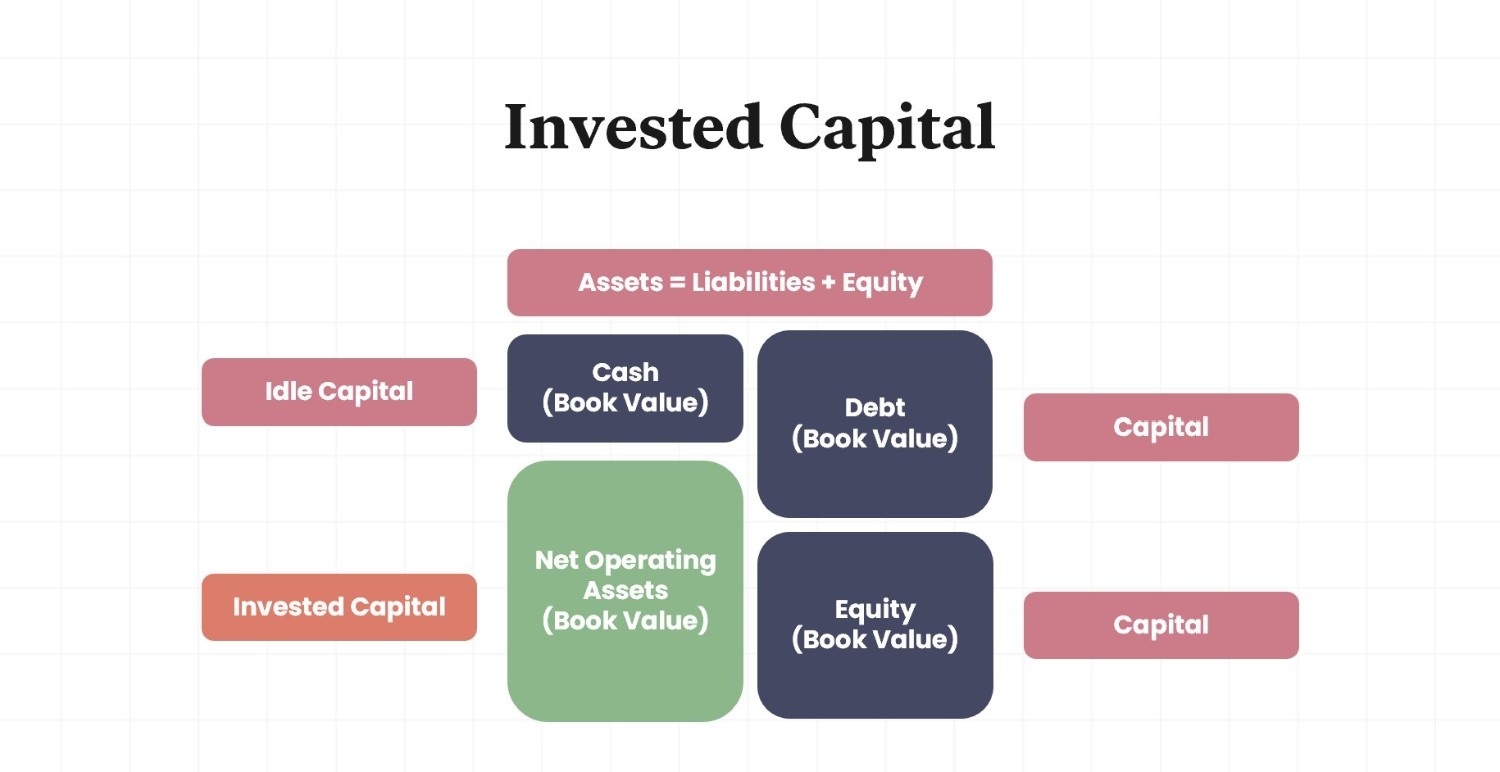 Invested Capital
Assets = Liabilities + Equity
Idle Capital
Cash
(Book Value)
Debt
(Book Value)
Capital
Invested Capital
Net Operating
Assets
(Book Value)
Equity
(Book Value)
Capital